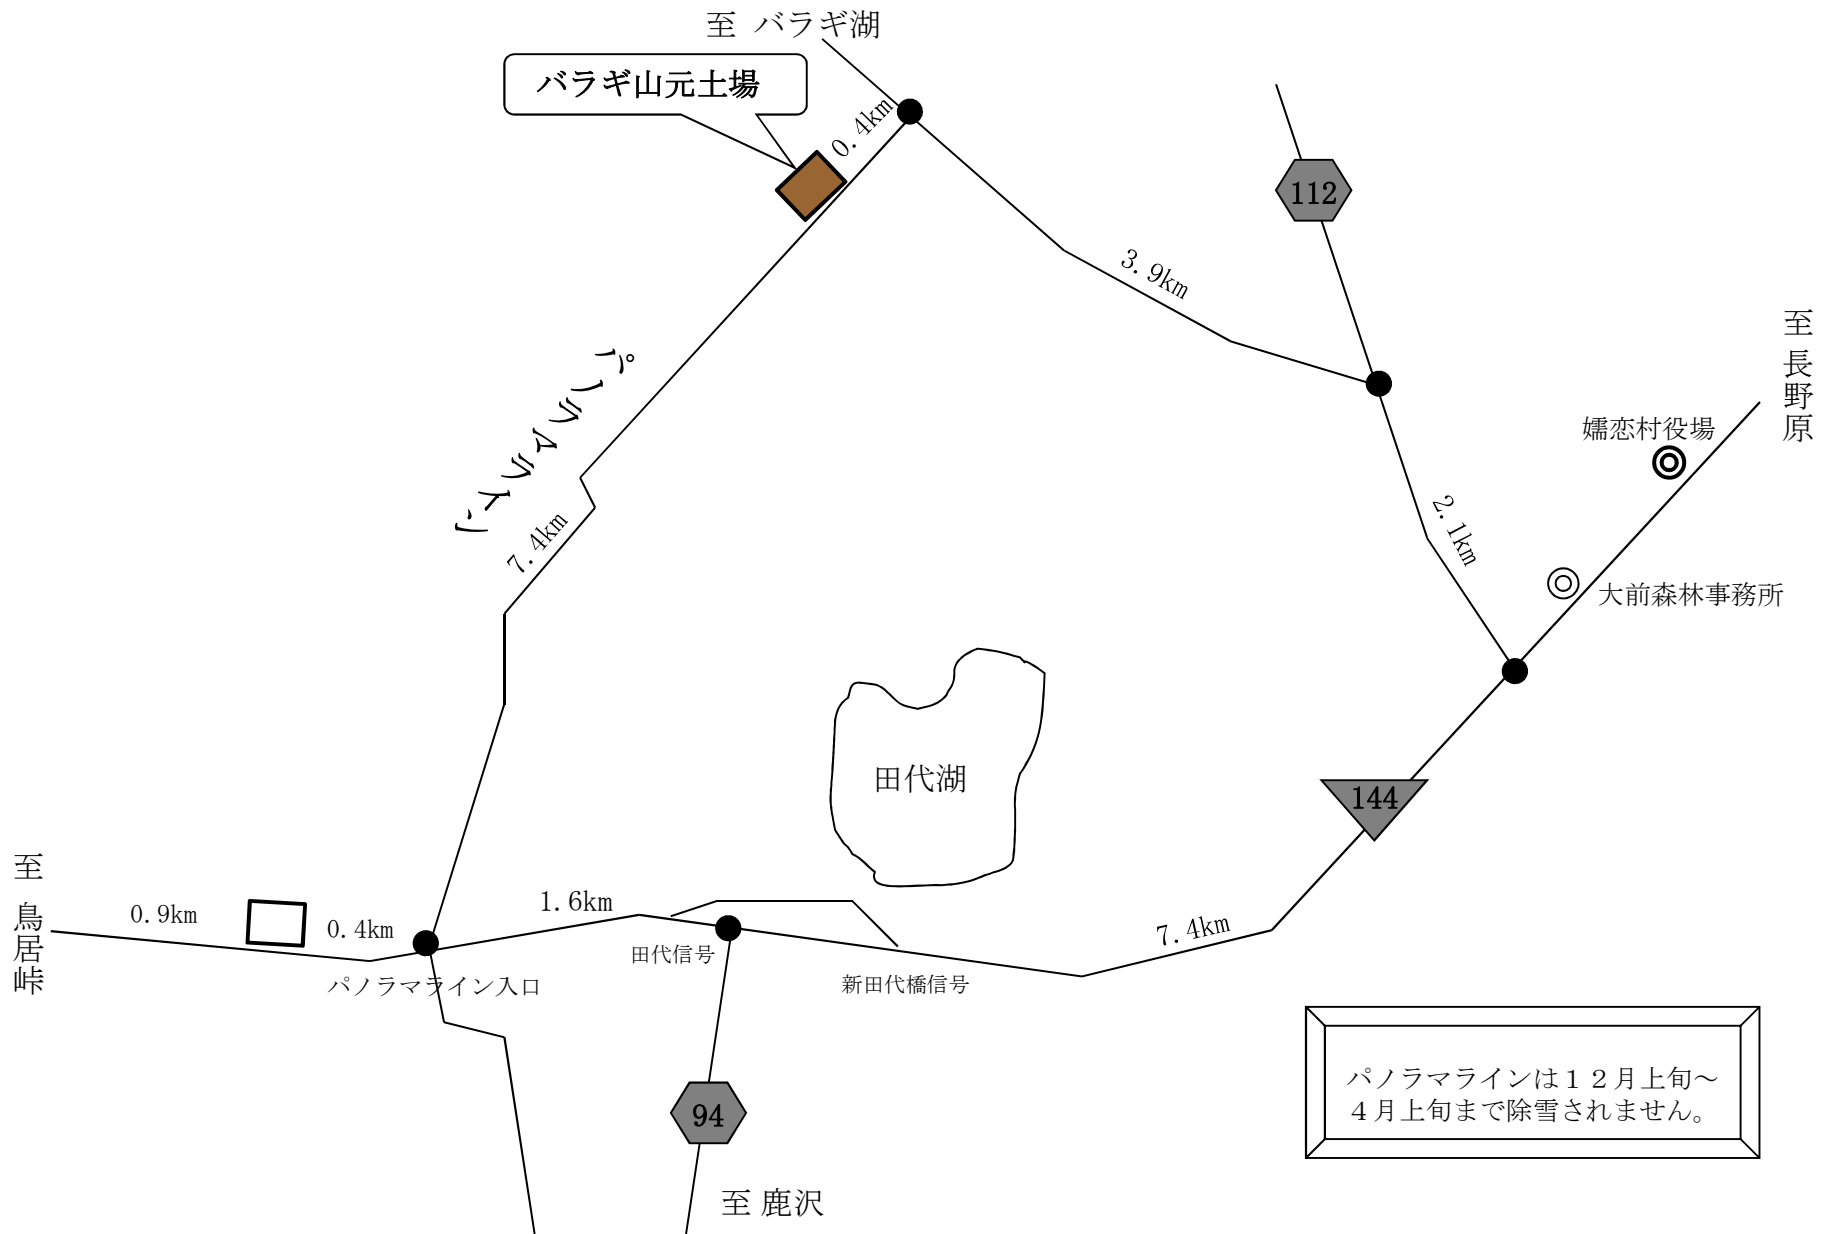 至 バラギ湖
バラギ山元土場
0.4km
112
3.9km
至 長野原
パノラマライン
嬬恋村役場
2.1km
7.4km
大前森林事務所
田代湖
144
至 鳥居峠
0.9km
0.4km
1.6km
7.4km
田代信号
新田代橋信号
パノラマライン入口
パノラマラインは１２月上旬～
４月上旬まで除雪されません。
94
至 鹿沢